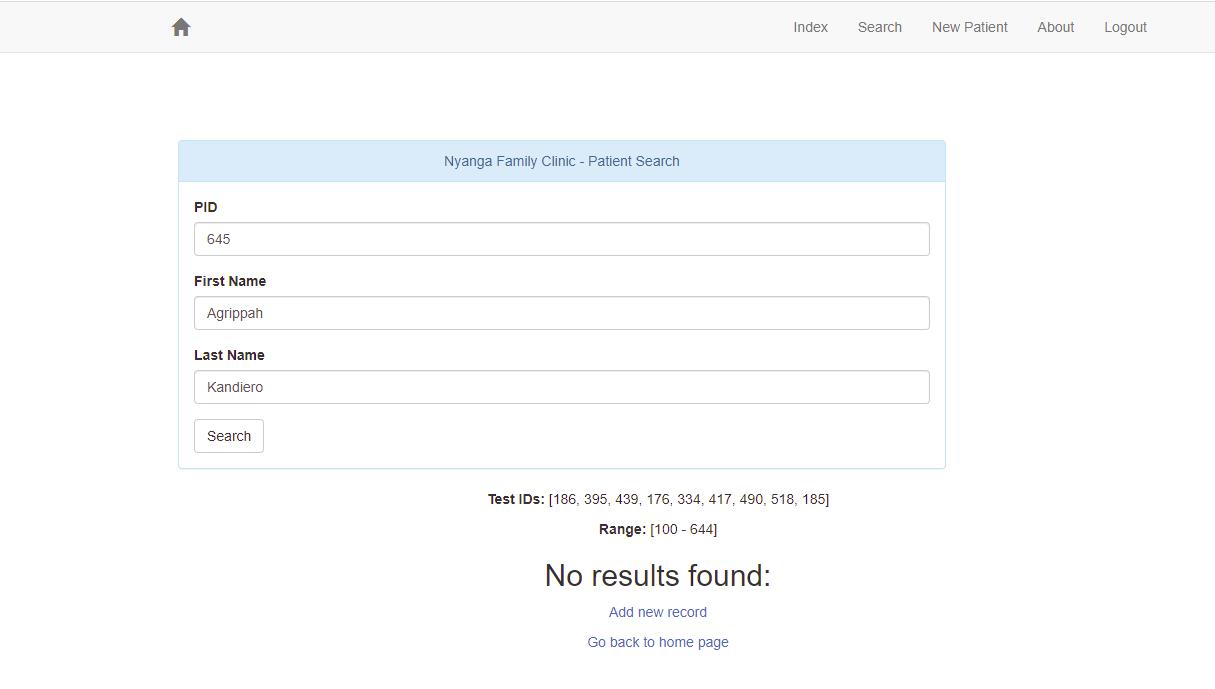 Index Search New Patient About Logout
Nyanga Family Clinic - Patient Search
PID
645
First Name
Agrippah
Last Name
Kandiero
Search
Test IDs: [186, 395, 439, 176, 334, 417, 490, 518, 185]
Range: [100 - 644]
No results found:
Add new record
Go back to home page